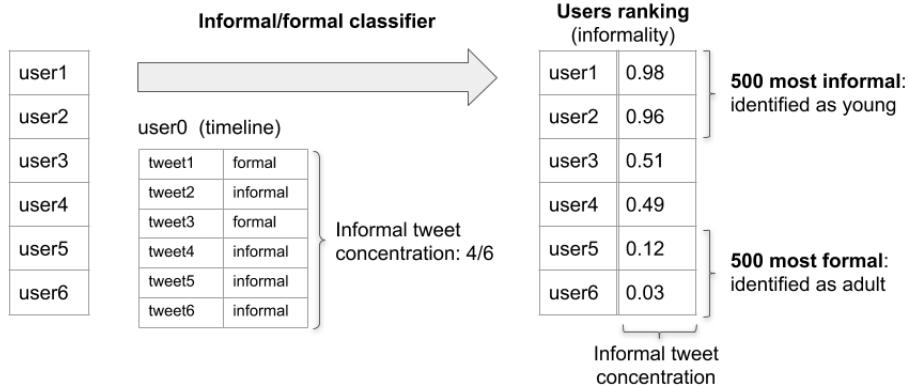 Informal/formal classifier
Users ranking
(informality)
user1
user2
user3
user4
user5
user6
user0 (timeline)
tweet1 formal
tweet2 informal
tweet3 formal
tweet4 informal
tweet5 informal
tweet6 informal
Informal tweet
concentration: 4/6
user1 0.98
user2 0.96
user3 0.51
user4 0.49
user5 0.12
user6 0.03
500 most informal:
identified as young
500 most formal:
identified as adult
Informal tweet
concentration